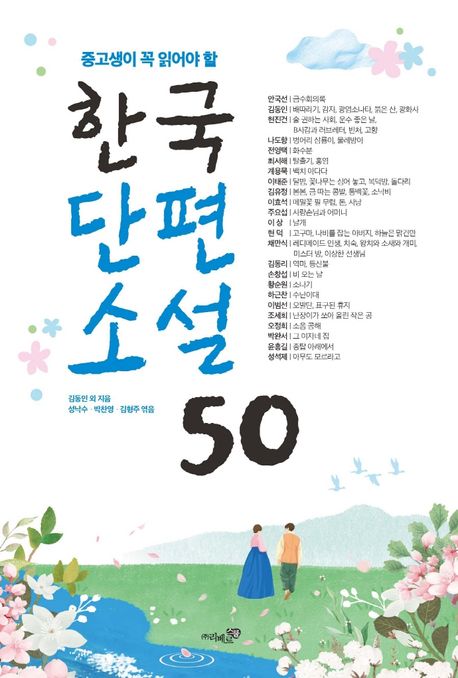 중고생이 꼭 읽어야 할
한국
단편
소설
50
김동인 외 지음
성낙수 · 박찬영 · 김형주 엮음
안국선 | 금수회의록
김동인 | 배따라기, 감자, 광염소나타, 붉은 산, 광화사
현진건 | 술 권하는 사회, 운수 좋은 날,
B사감과 러브레터, 빈처, 고향
나도향 | 벙어리 삼룡이, 물레방아
전영택 | 화수분
최서해 | 탈출기, 홍염
계용묵 | 백치 아다다
이태준 | 달밤, 꽃나무는 심어 놓고, 복덕방, 돌다리
김유정 | 봄봄, 금 따는 콩밭, 동백꽃, 소낙비
이효석 | 메밀꽃 필 무렵, 돈, 사냥
주요섭 | 사랑손님과 어머니
이 상 | 날개
현 덕 | 고구마, 나비를 잡는 아버지, 하늘은 맑건만
채만식 | 레디메이드 인생, 치숙, 왕치와 소새와 개미,
미스터 방, 이상한 선생님
김동리 | 역마, 등신불
손창섭 | 비 오는 날
황순원 | 소나기
하근찬 | 수난이대
이범선 | 오발탄, 표구된 휴지
조세희 | 난장이가 쏘아 올린 작은 공
오정희 | 소음 공해
박완서 | 그 여자네 집
윤흥길 | 종탑 아래에서
성석제 | 아무도 모르라고
㈜리베르